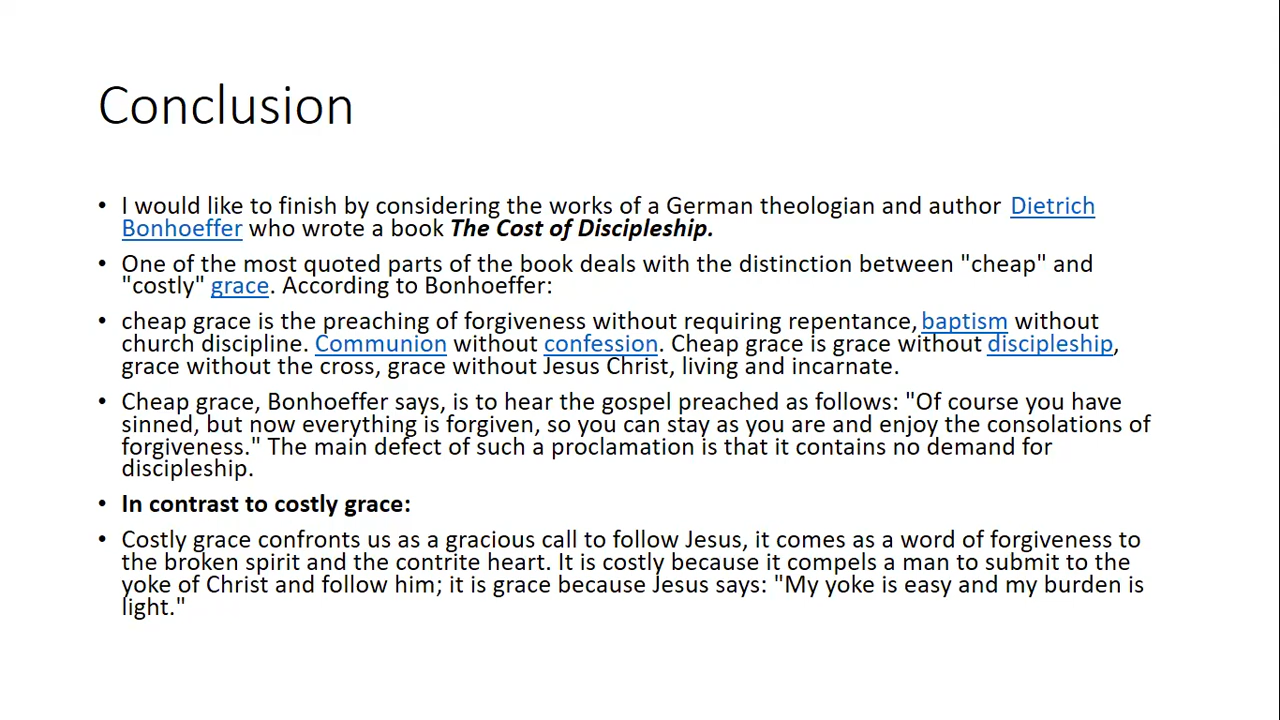 Conclusion
• I would like to finish by considering the works of a German theologian and author Dietrich
Bonhoeffer who wrote a book The Cost of Discipleship.
• One of the most quoted parts of the book deals with the distinction between "cheap" and
"costly" grace. According to Bonhoeffer:
• cheap grace is the preaching of forgiveness without requiring repentance, baptism without
church discipline. Communion without confession. Cheap grace is grace without discipleship,
grace without the cross, grace without Jesus Christ, living and incarnate.
• Cheap grace, Bonhoeffer says, is to hear the gospel preached as follows: "Of course you have
sinned, but now everything is forgiven, so you can stay as you are and enjoy the consolations of
forgiveness." The main defect of such a proclamation is that it contains no demand for
discipleship.
• In contrast to costly grace:
• Costly grace confronts us as a gracious call to follow Jesus, it comes as a word of forgiveness to
the broken spirit and the contrite heart. It is costly because it compels a man to submit to the
yoke of Christ and follow him; it is grace because Jesus says: "My yoke is easy and my burden is
light."